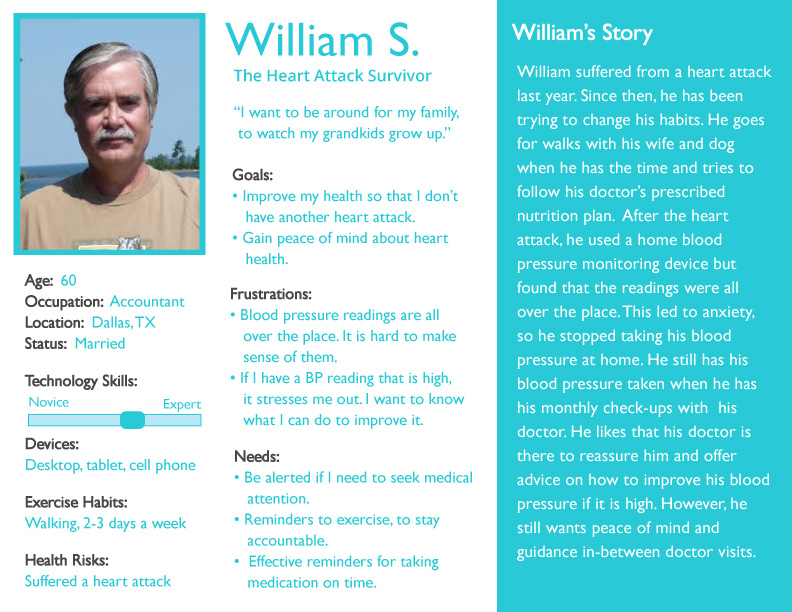 William S.
The Heart Attack Survivor
“I want to be around for my family,
to watch my grandkids grow up.”
Age: 60
Occupation: Accountant
Location: Dallas,TX
Status: Married
Technology Skills:
Novice Expert
Devices:
Desktop, tablet, cell phone
Exercise Habits:
Walking, 2-3 days a week
Health Risks:
Suffered a heart attack
Goals:
• Improve my health so that I don’t
have another heart attack.
• Gain peace of mind about heart
health.
Frustrations:
• Blood pressure readings are all
over the place. It is hard to make
sense of them.
• If I have a BP reading that is high,
it stresses me out. I want to know
what I can do to improve it.
Needs:
• Be alerted if I need to seek medical
attention.
• Reminders to exercise, to stay
accountable.
• Effective reminders for taking
medication on time.
William’s Story
William suffered from a heart attack
last year. Since then, he has been
trying to change his habits. He goes
for walks with his wife and dog
when he has the time and tries to
follow his doctor’s prescribed
nutrition plan. After the heart
attack, he used a home blood
pressure monitoring device but
found that the readings were all
over the place. This led to anxiety,
so he stopped taking his blood
pressure at home. He still has his
blood pressure taken when he has
his monthly check-ups with his
doctor. He likes that his doctor is
there to reassure him and offer
advice on how to improve his blood
pressure if it is high. However, he
still wants peace of mind and
guidance in-between doctor visits.